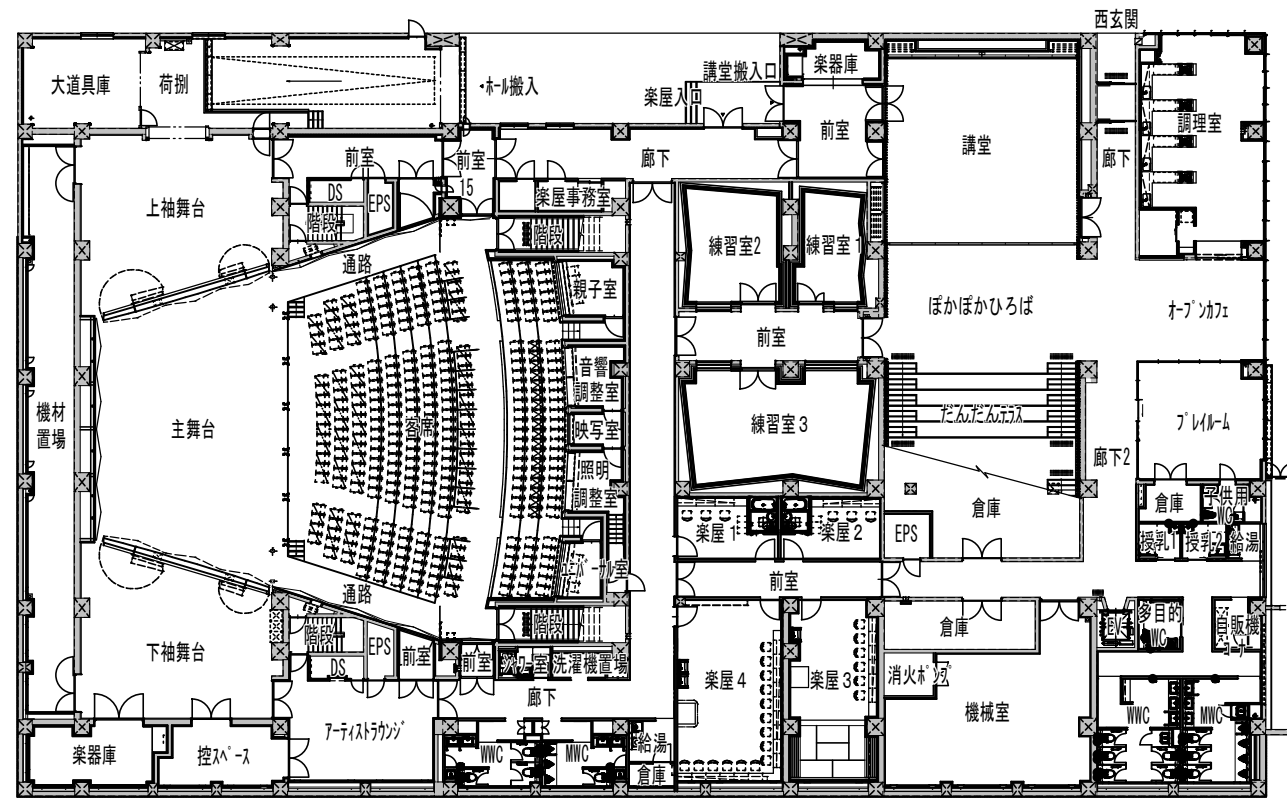 西玄関
大道具庫
荷捌
・ホール搬入
講堂搬入口
楽器庫
楽屋入口
前室
講堂
廊下
調理室
前室
前室
15
廊下
DS
EPS
階段
楽屋事務室
上袖舞台
階段
練習室2
練習室1
通路
親子室
ぽかぽかひろば
オープンカフェ
前室
音響
調整室
機材
置場
主舞台
客席
映写室
練習室3
だんだんテラス
プレイルーム
照明
調整室
廊下2
倉庫
倉庫
子供用
WC
楽屋1
楽屋2
EPS
授乳1
授乳2
給湯
通路
前室
階段
EPS
階段
倉庫
EV
多目的
WC
自販機
コーナー
下袖舞台
DS
前室
前室
シャワー室
洗濯機置場
楽屋4
楽屋3
消火ポンプ
廊下
機械室
アーティストラウンジ
WWC
MWC
楽器庫
控スペース
WWC
MWC
給湯
倉庫